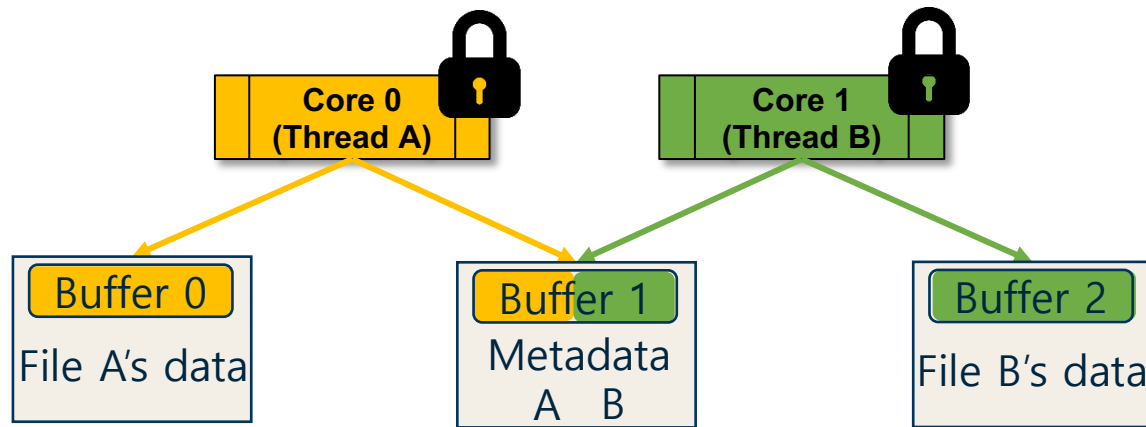 Core 0
(Thread A)
Core 1
(Thread B)
Buffer 0
File A's data
Buffer 1
Metadata
A B
Buffer 2
File B's data